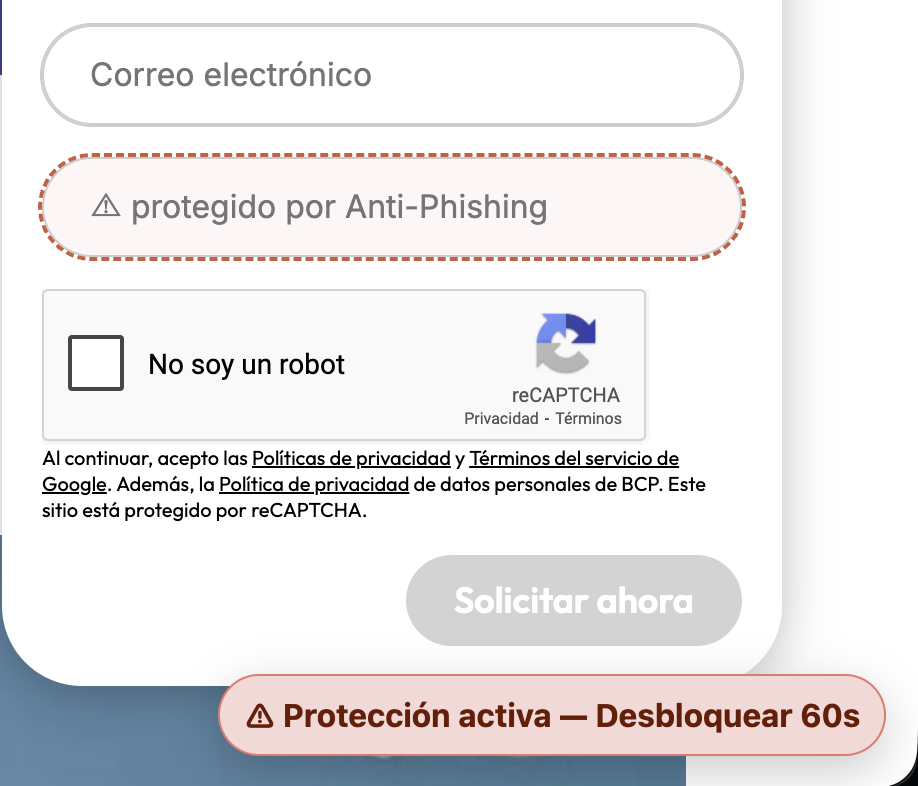 Correo electrónico
⚠ protegido por Anti-Phishing
No soy un robot
reCAPTCHA
Privacidad - Términos
Al continuar, acepto las Políticas de privacidad y Términos del servicio de
Google. Además, la Política de privacidad de datos personales de BCP. Este
sitio está protegido por reCAPTCHA.
Solicitar ahora
⚠ Protección activa — Desbloquear 60s